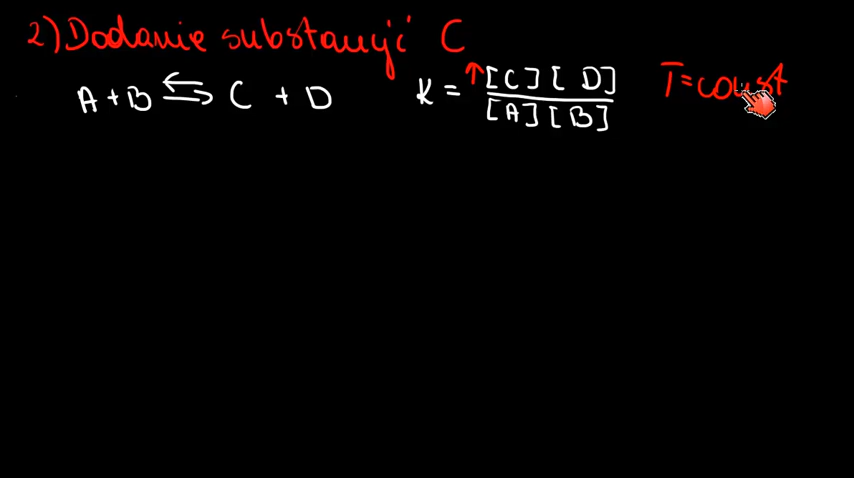 2) Dodanie substancji C
A + B ⇄ C + D K = ↑[C][D] / [A][B] T = const